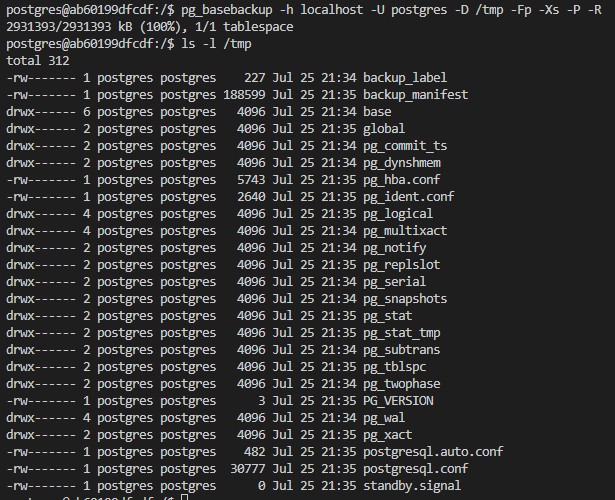 postgres@ab60199dfcdf:/$ pg_basebackup -h localhost -U postgres -D /tmp -Fp -Xs -P -R
2931393/2931393 kB (100%), 1/1 tablespace
postgres@ab60199dfcdf:/$ ls -l /tmp
total 312
-rw------- 1 postgres postgres    227 Jul 25 21:34 backup_label
-rw------- 1 postgres postgres 188599 Jul 25 21:35 backup_manifest
drwx------ 6 postgres postgres   4096 Jul 25 21:34 base
drwx------ 2 postgres postgres   4096 Jul 25 21:35 global
drwx------ 2 postgres postgres   4096 Jul 25 21:34 pg_commit_ts
drwx------ 2 postgres postgres   4096 Jul 25 21:34 pg_dynshmem
-rw------- 1 postgres postgres   5743 Jul 25 21:35 pg_hba.conf
-rw------- 1 postgres postgres   2640 Jul 25 21:35 pg_ident.conf
drwx------ 4 postgres postgres   4096 Jul 25 21:35 pg_logical
drwx------ 4 postgres postgres   4096 Jul 25 21:35 pg_multixact
drwx------ 2 postgres postgres   4096 Jul 25 21:34 pg_notify
drwx------ 2 postgres postgres   4096 Jul 25 21:35 pg_replslot
drwx------ 2 postgres postgres   4096 Jul 25 21:34 pg_serial
drwx------ 2 postgres postgres   4096 Jul 25 21:34 pg_snapshots
drwx------ 2 postgres postgres   4096 Jul 25 21:35 pg_stat
drwx------ 2 postgres postgres   4096 Jul 25 21:35 pg_stat_tmp
drwx------ 2 postgres postgres   4096 Jul 25 21:34 pg_subtrans
drwx------ 2 postgres postgres   4096 Jul 25 21:35 pg_tblspc
drwx------ 2 postgres postgres   4096 Jul 25 21:34 pg_twophase
-rw------- 1 postgres postgres      3 Jul 25 21:35 PG_VERSION
drwx------ 4 postgres postgres   4096 Jul 25 21:34 pg_wal
drwx------ 2 postgres postgres   4096 Jul 25 21:35 pg_xact
-rw------- 1 postgres postgres    482 Jul 25 21:35 postgresql.auto.conf
-rw------- 1 postgres postgres  30777 Jul 25 21:35 postgresql.conf
-rw------- 1 postgres postgres      0 Jul 25 21:35 standby.signal
postgres@ab60199dfcdf:/$